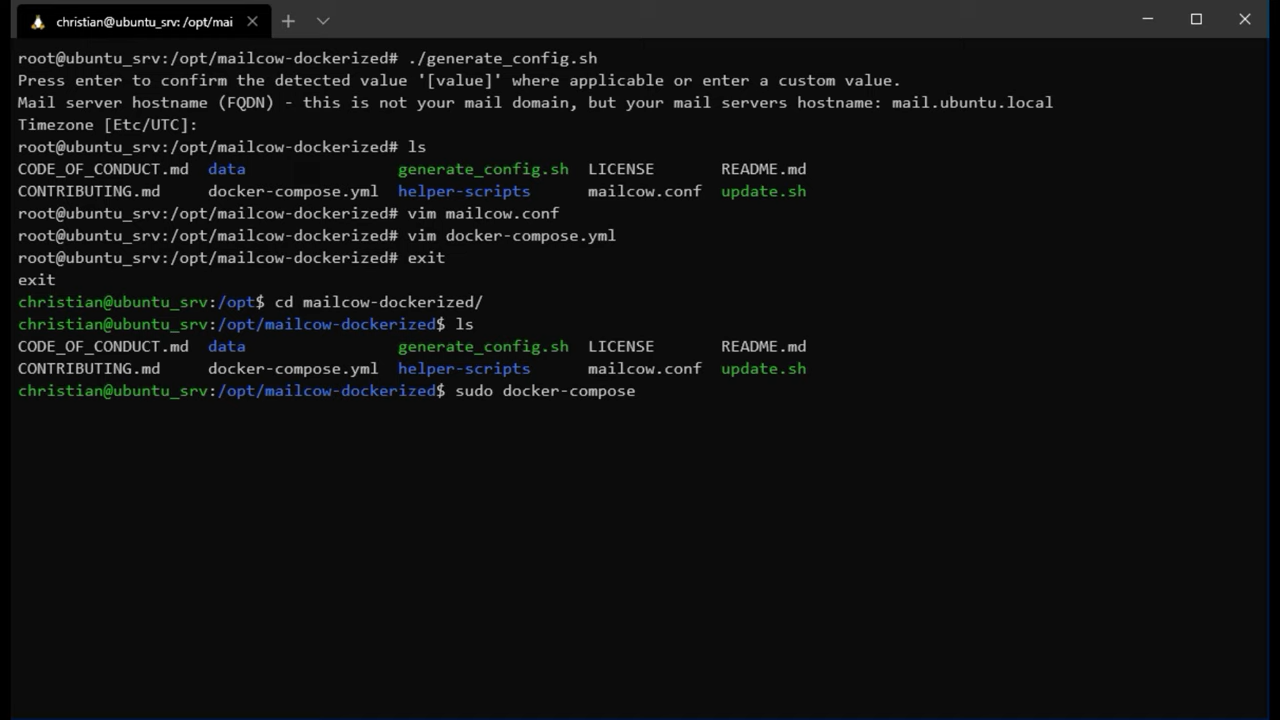 christian@ubuntu_srv: /opt/mai
root@ubuntu_srv:/opt/mailcow-dockerized# ./generate_config.sh
Press enter to confirm the detected value '[value]' where applicable or enter a custom value.
Mail server hostname (FQDN) - this is not your mail domain, but your mail servers hostname: mail.ubuntu.local
Timezone [Etc/UTC]:
root@ubuntu_srv:/opt/mailcow-dockerized# ls
CODE_OF_CONDUCT.md  data                generate_config.sh  LICENSE       README.md
CONTRIBUTING.md     docker-compose.yml  helper-scripts      mailcow.conf  update.sh
root@ubuntu_srv:/opt/mailcow-dockerized# vim mailcow.conf
root@ubuntu_srv:/opt/mailcow-dockerized# vim docker-compose.yml
root@ubuntu_srv:/opt/mailcow-dockerized# exit
exit
christian@ubuntu_srv:/opt$ cd mailcow-dockerized/
christian@ubuntu_srv:/opt/mailcow-dockerized$ ls
CODE_OF_CONDUCT.md  data                generate_config.sh  LICENSE       README.md
CONTRIBUTING.md     docker-compose.yml  helper-scripts      mailcow.conf  update.sh
christian@ubuntu_srv:/opt/mailcow-dockerized$ sudo docker-compose